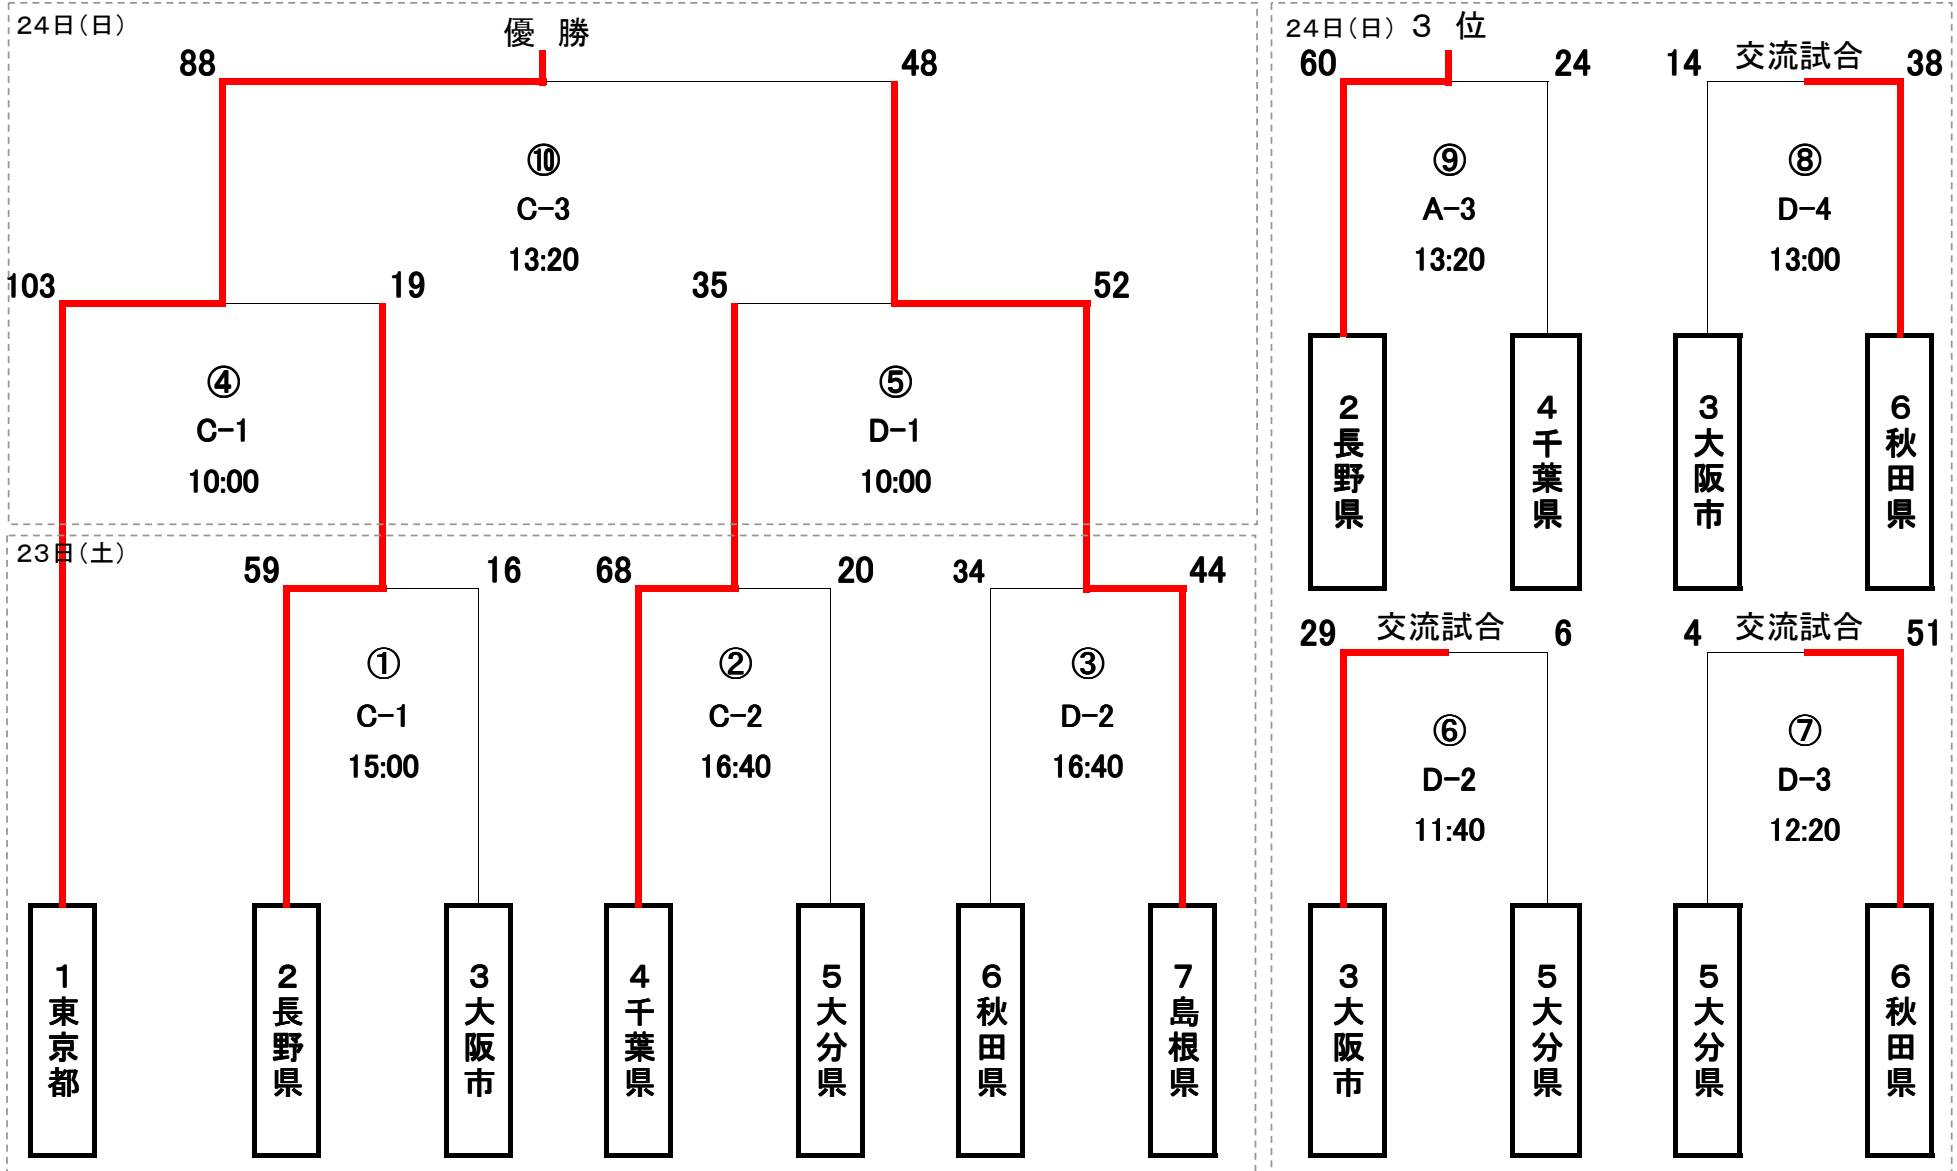 24日(日)
優 勝
88
48
⑩
C-3
13:20
103
19
35
52
④
C-1
10:00
⑤
D-1
10:00
23日(土)
59
16
68
20
34
44
①
C-1
15:00
②
C-2
16:40
③
D-2
16:40
1東京都
2長野県
3大阪市
4千葉県
5大分県
6秋田県
7島根県
24日(日) 3 位
60
24
⑨
A-3
13:20
2長野県
4千葉県
交流試合
14
38
⑧
D-4
13:00
3大阪市
6秋田県
交流試合
29
6
⑥
D-2
11:40
3大阪市
5大分県
交流試合
4
51
⑦
D-3
12:20
5大分県
6秋田県